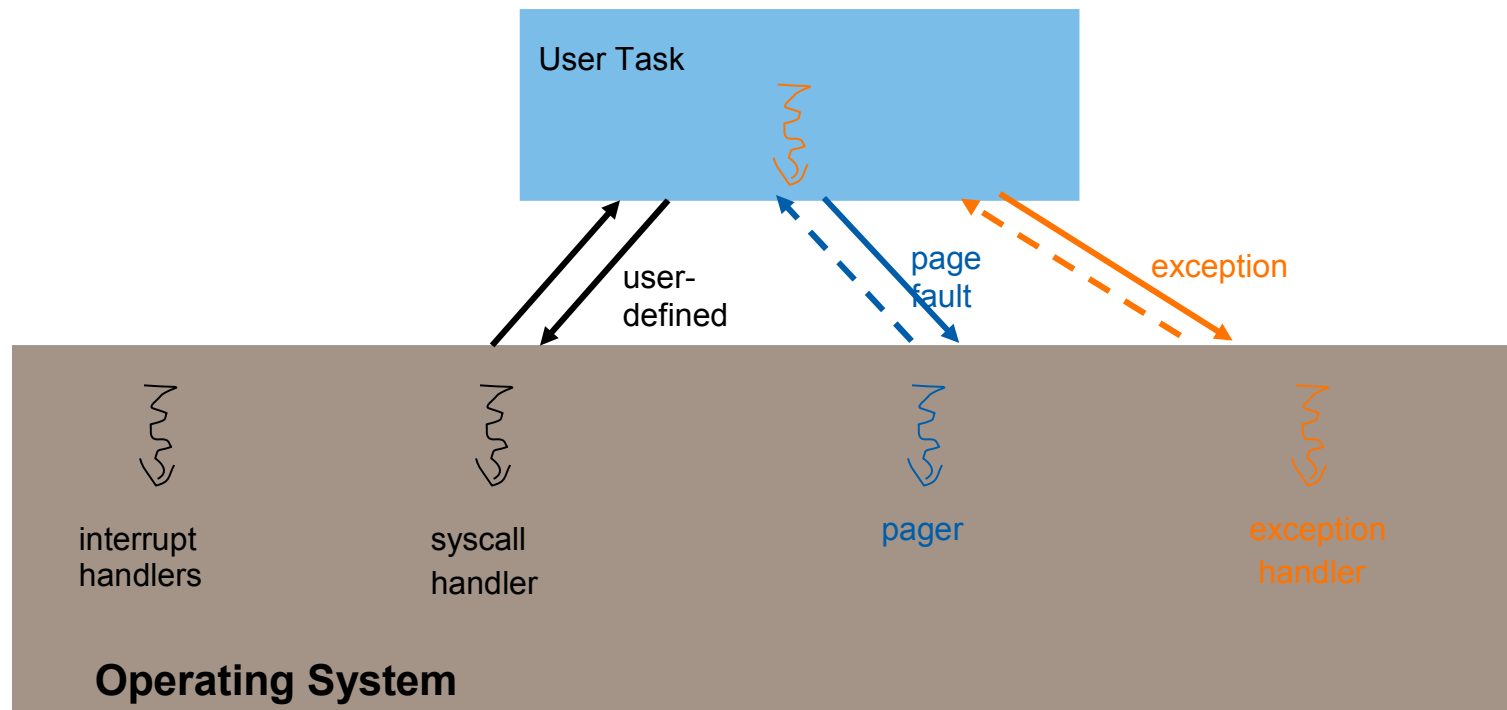 User Task
user-
defined
page
fault
exception
interrupt
handlers
syscall
handler
pager
exception
handler
Operating System